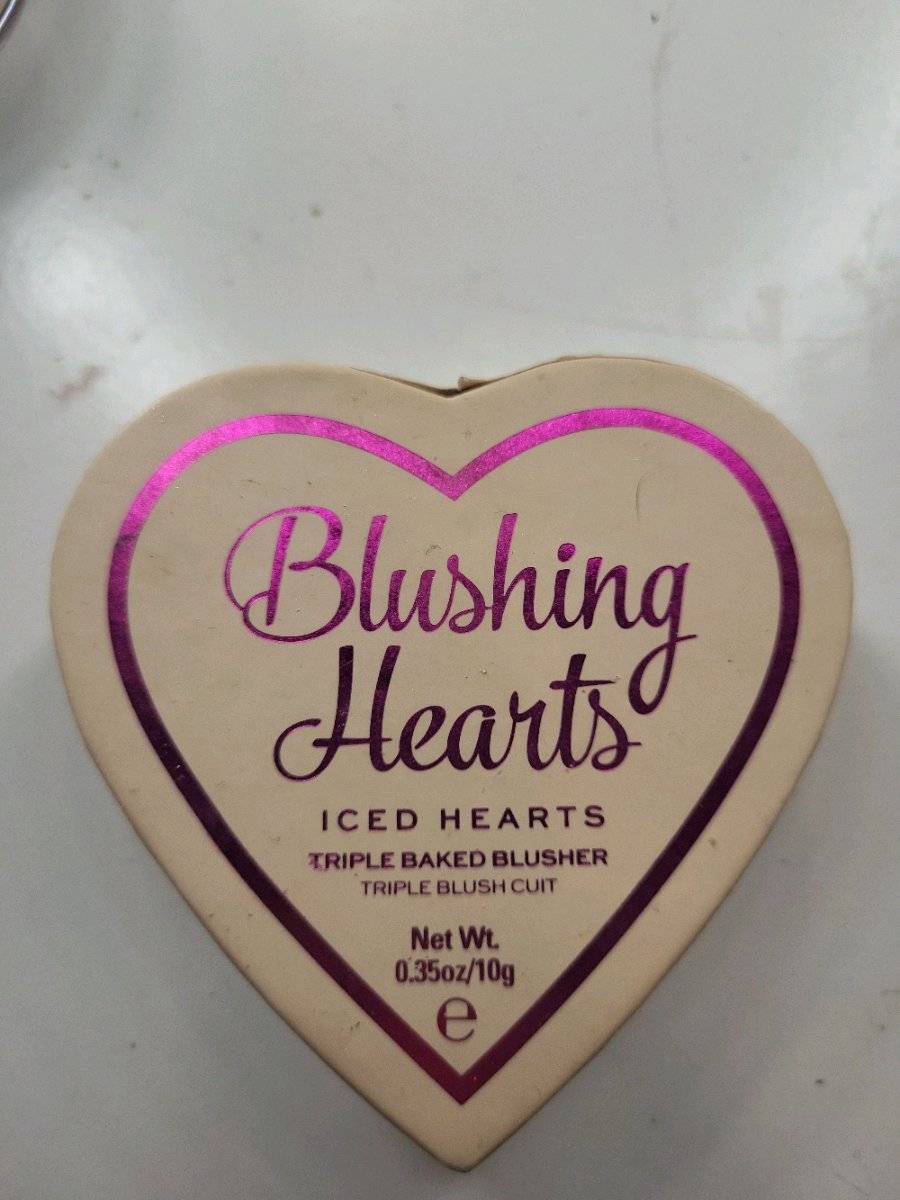 Blushing
Hearts
ICED HEARTS
TRIPLE BAKED BLUSHER
TRIPLE BLUSH CUIT
Net Wt.
0.35oz/10g
e